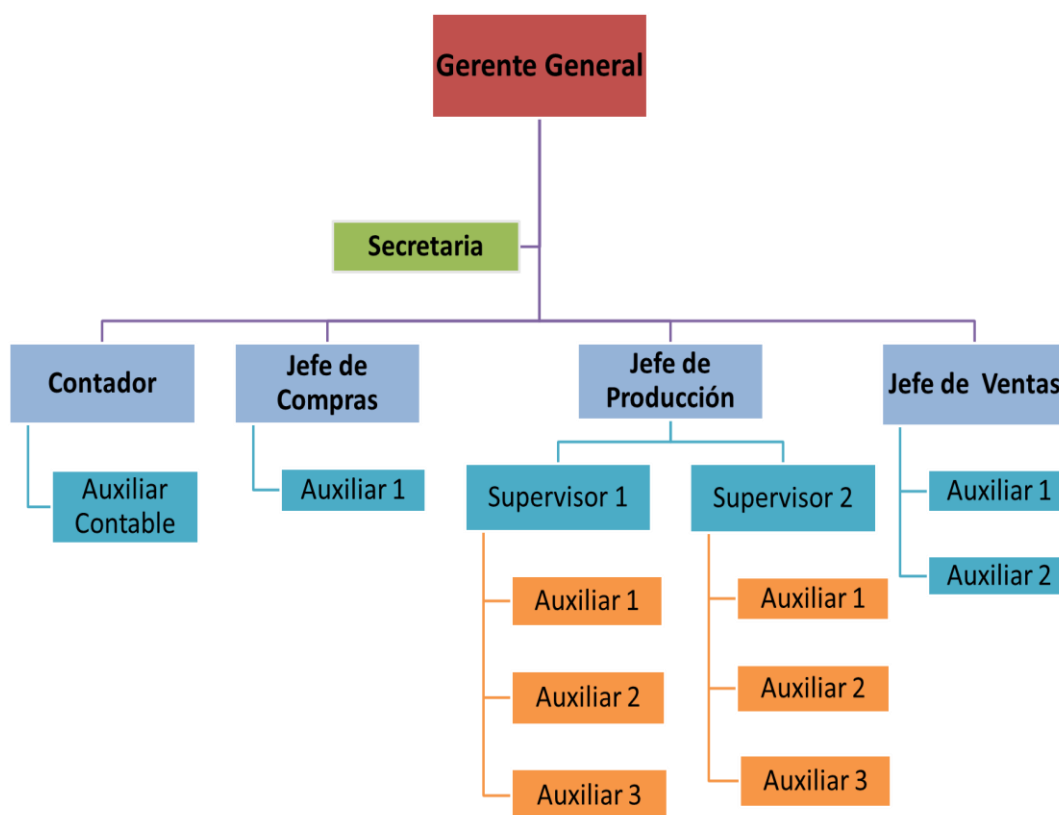 Gerente General
Secretaria
Contador
Jefe de
Compras
Jefe de
Producción
Jefe de Ventas
Auxiliar
Contable
Auxiliar 1
Supervisor 1
Supervisor 2
Auxiliar 1
Auxiliar 2
Auxiliar 1
Auxiliar 2
Auxiliar 3
Auxiliar 1
Auxiliar 2
Auxiliar 3